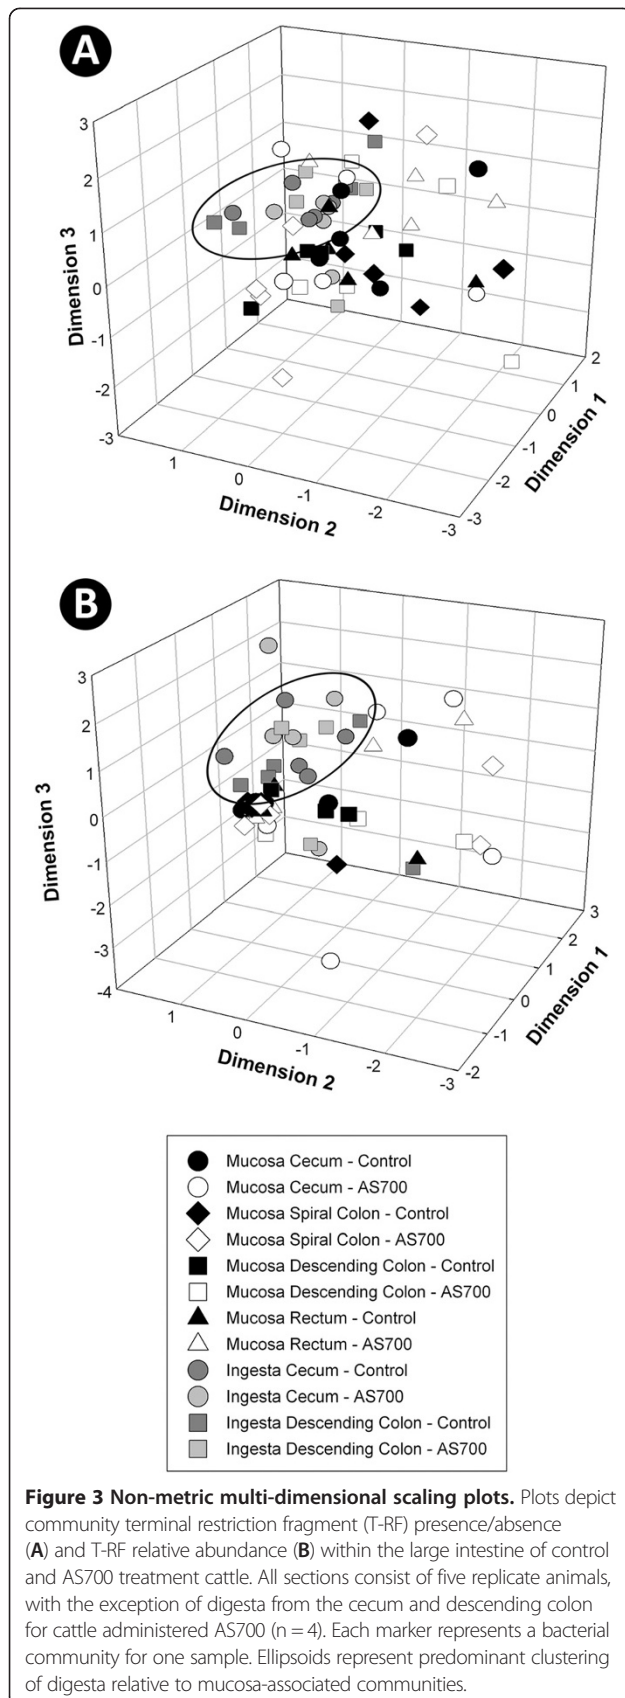 A
3
2
1
0
-1
-2
-3
Dimension 3
1
0
-1
-2
-3
Dimension 2
2
1
0
-1
-2
-3
Dimension 1
B
3
2
1
0
-1
-2
-3
-4
Dimension 3
1
0
-1
-2
-3
Dimension 2
3
2
1
0
-1
-2
Dimension 1
Mucosa Cecum - Control
Mucosa Cecum - AS700
Mucosa Spiral Colon - Control
Mucosa Spiral Colon - AS700
Mucosa Descending Colon - Control
Mucosa Descending Colon - AS700
Mucosa Rectum - Control
Mucosa Rectum - AS700
Ingesta Cecum - Control
Ingesta Cecum - AS700
Ingesta Descending Colon - Control
Ingesta Descending Colon - AS700
Figure 3 Non-metric multi-dimensional scaling plots. Plots depict
community terminal restriction fragment (T-RF) presence/absence
(A) and T-RF relative abundance (B) within the large intestine of control
and AS700 treatment cattle. All sections consist of five replicate animals,
with the exception of digesta from the cecum and descending colon
for cattle administered AS700 (n = 4). Each marker represents a bacterial
community for one sample. Ellipsoids represent predominant clustering
of digesta relative to mucosa-associated communities.